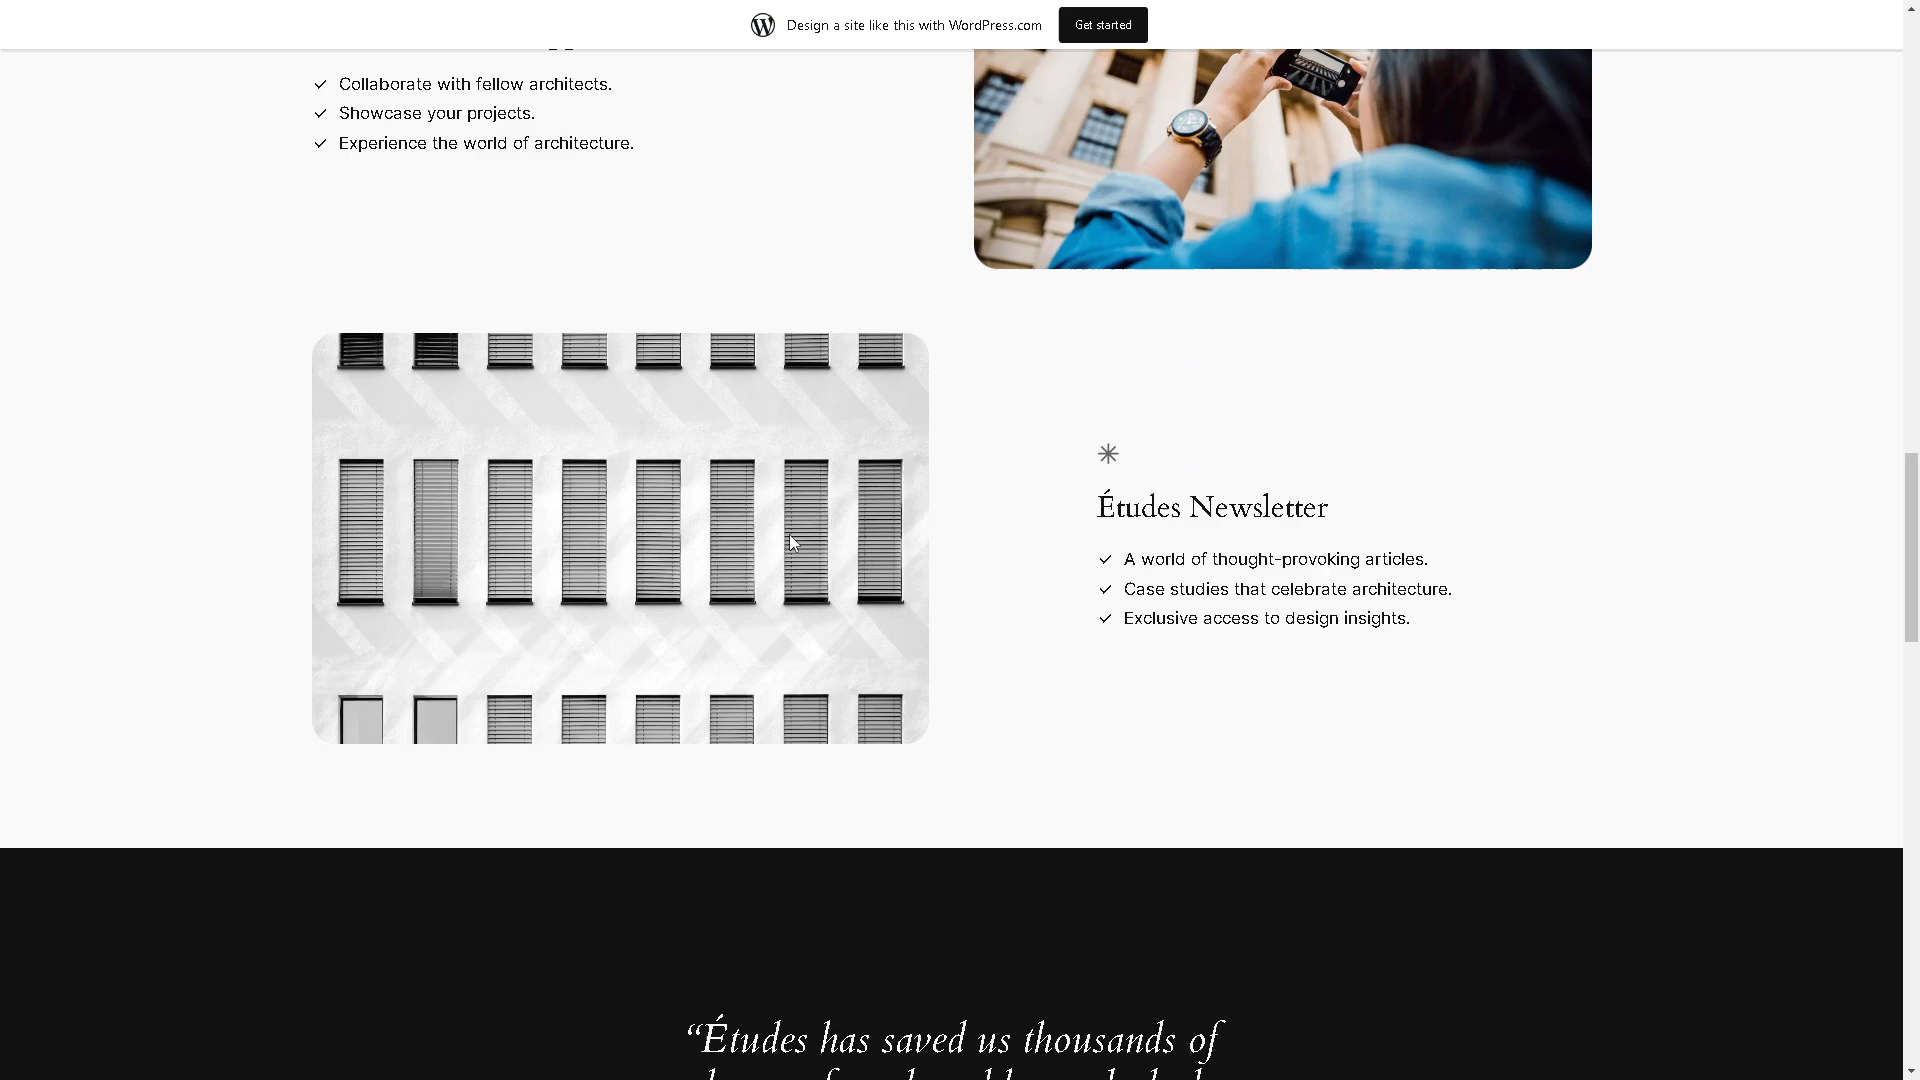 Design a site like this with WordPress.com
Get started
Collaborate with fellow architects.
Showcase your projects.
Experience the world of architecture.
Études Newsletter
A world of thought-provoking articles.
Case studies that celebrate architecture.
Exclusive access to design insights.
“Études has saved us thousands of